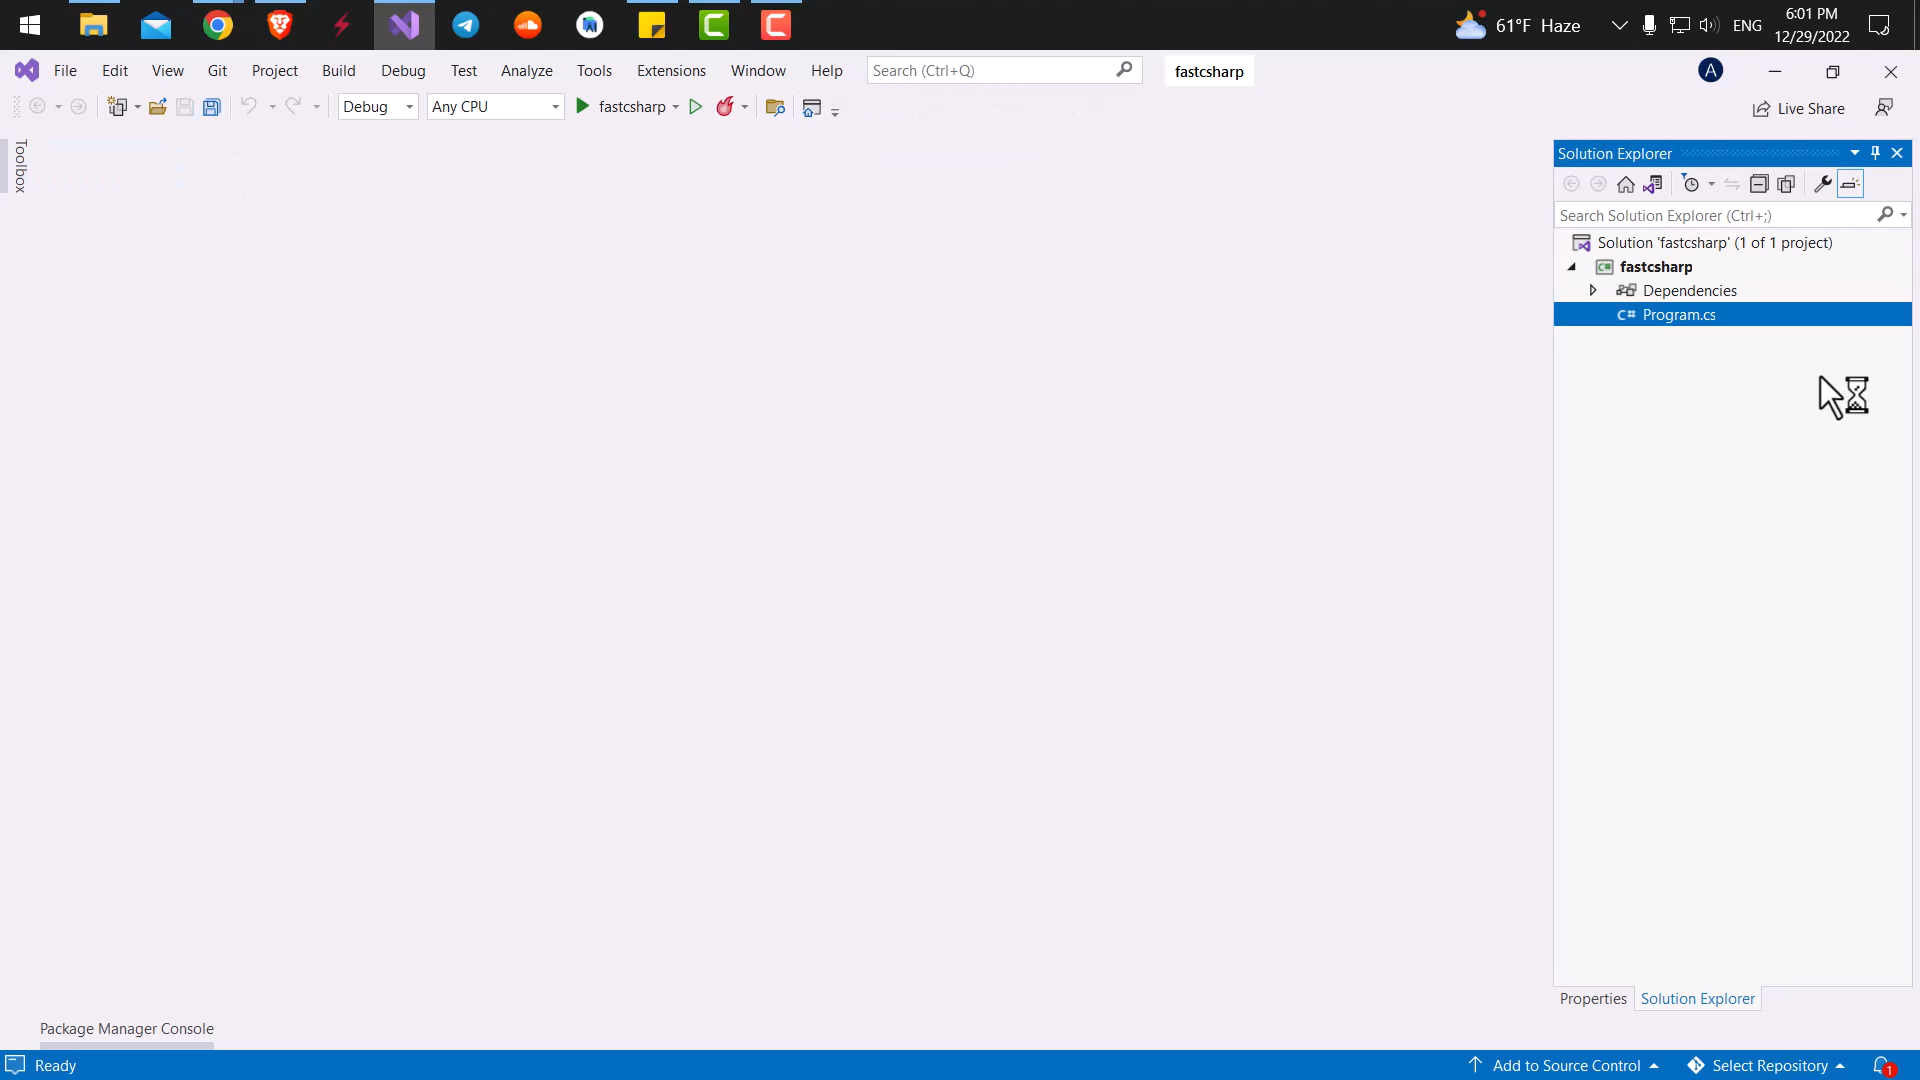 61°F Haze
ENG
6:01 PM
12/29/2022
File Edit View Git Project Build Debug Test Analyze Tools Extensions Window Help
Search (Ctrl+Q)
fastcsharp
A
Debug
Any CPU
fastcsharp
Live Share
Toolbox
Solution Explorer
Search Solution Explorer (Ctrl+;)
Solution 'fastcsharp' (1 of 1 project)
C# fastcsharp
Dependencies
C# Program.cs
Properties Solution Explorer
Package Manager Console
Ready
Add to Source Control
Select Repository
1